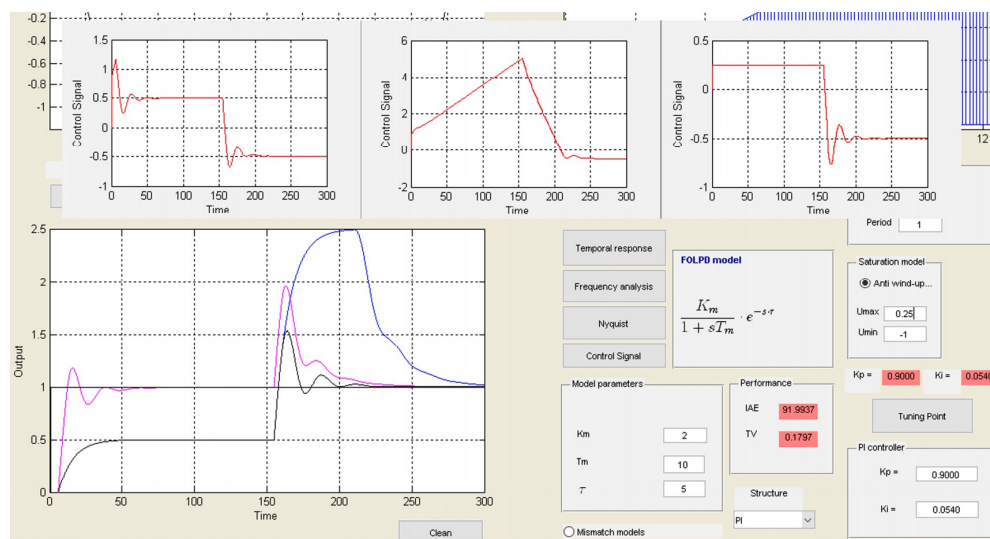 -0.2
-0.4
-0.6
-0.8
-1
12
1.5
1
0.5
0
-0.5
-1
Control Signal
0 50 100 150 200 250 300
Time
6
4
2
0
-2
Control Signal
0 50 100 150 200 250 300
Time
0.5
0
-0.5
-1
Control Signal
0 50 100 150 200 250 300
Time
2.5
2
1.5
1
0.5
0
Output
0 50 100 150 200 250 300
Time
Clean
Temporal response
Frequency analysis
Nyquist
Control Signal
FOLPD model
K_m / (1 + sT_m) · e^{-s·τ}
Period 1
Saturation model
Anti wind-up...
Umax 0.25
Umin -1
Kp = 0.9000 Ki = 0.0540
Tuning Point
Model parameters
Km 2
Tm 10
τ 5
Performance
IAE 91.9937
TV 0.1797
Structure
PI
Mismatch models
PI controller
Kp = 0.9000
Ki = 0.0540